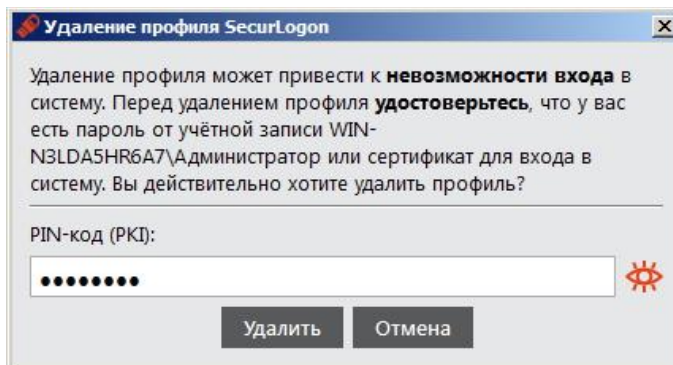 Удаление профиля SecurLogon
Удаление профиля может привести к невозможности входа в
систему. Перед удалением профиля удостоверьтесь, что у вас
есть пароль от учётной записи WIN-
N3LDA5HR6A7\Администратор или сертификат для входа в
систему. Вы действительно хотите удалить профиль?
PIN-код (PKI):
••••••••
Удалить Отмена